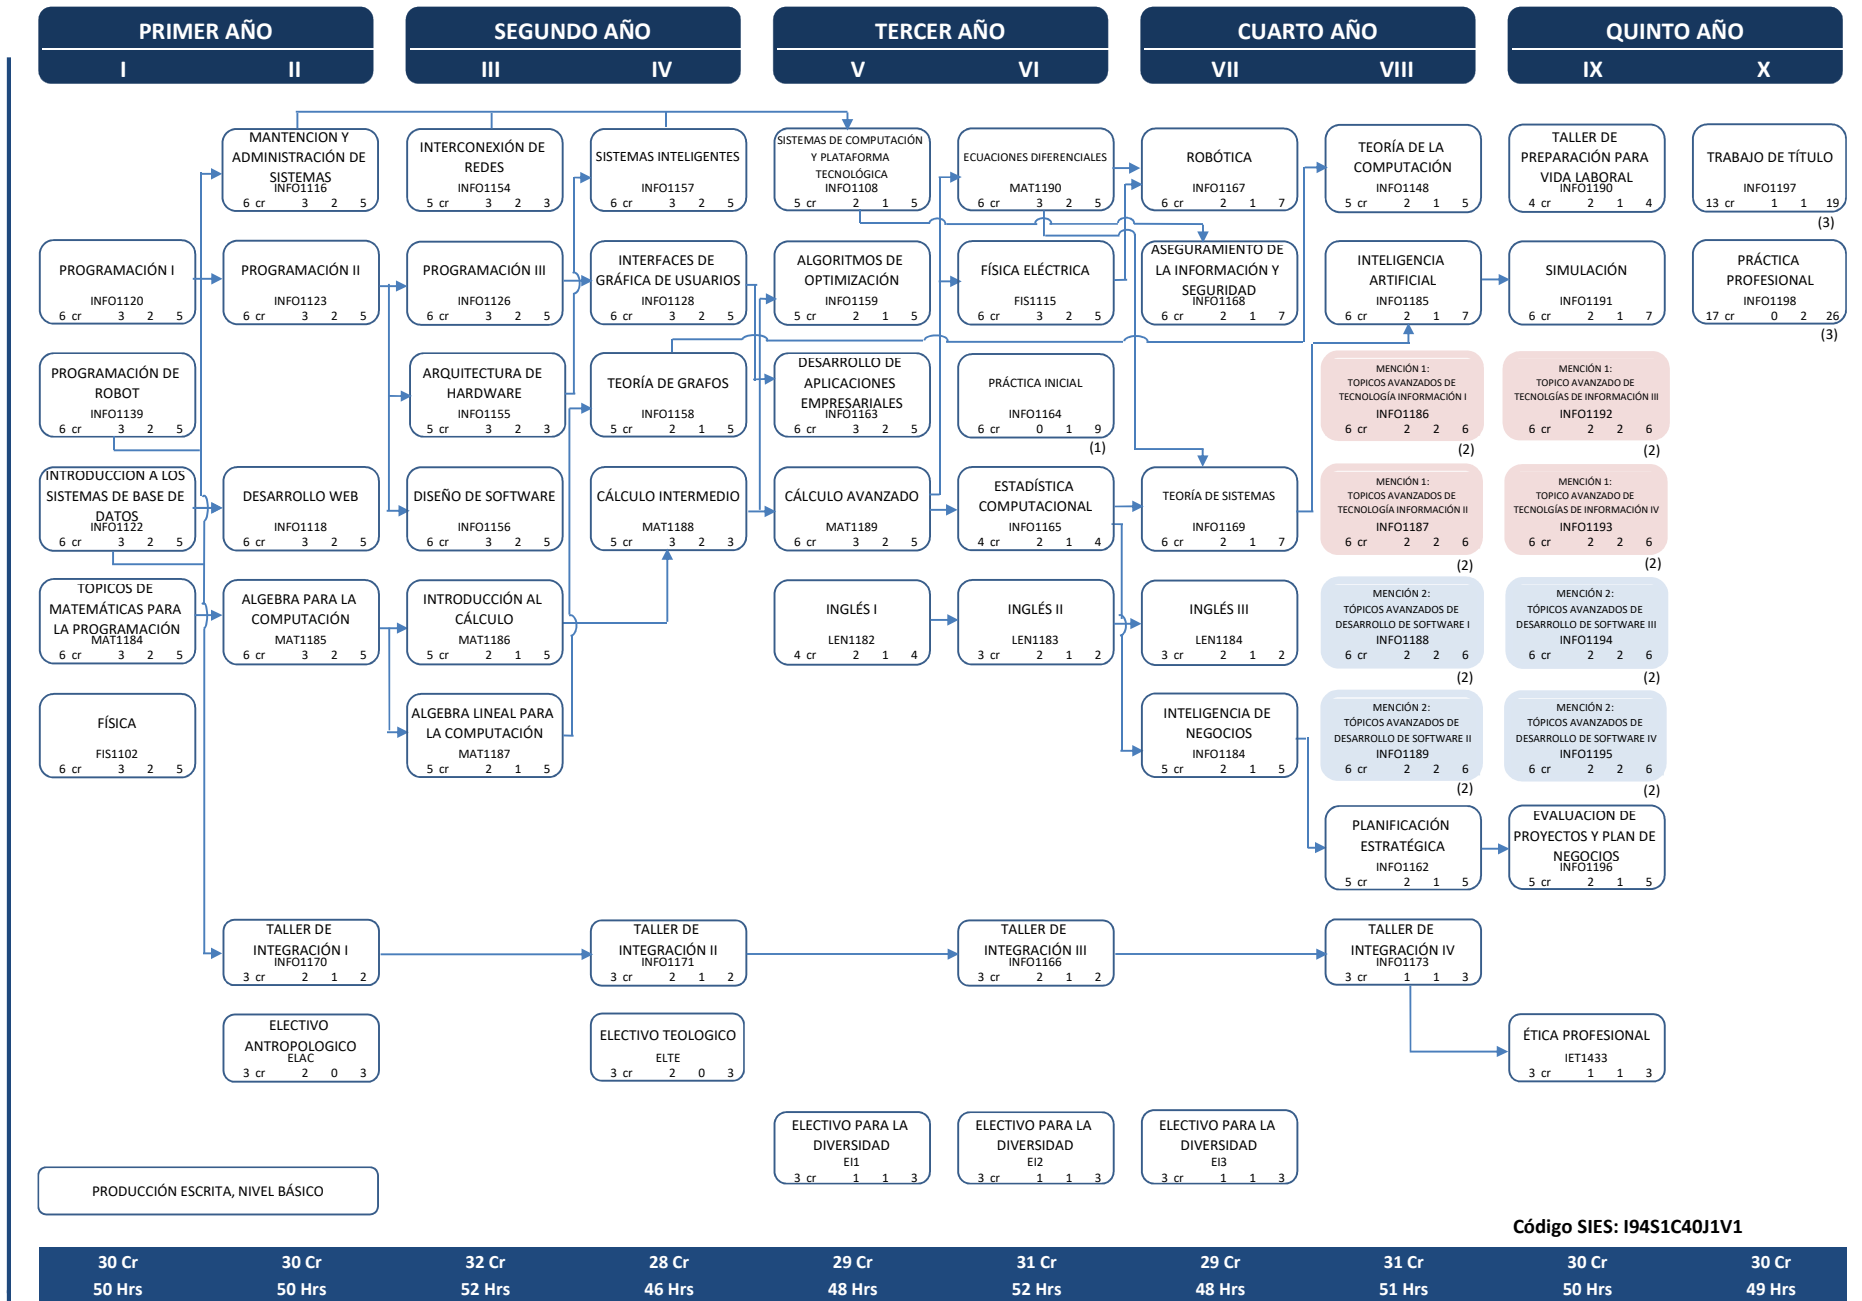 PRIMER AÑO
I II
SEGUNDO AÑO
III IV
TERCER AÑO
V VI
CUARTO AÑO
VII VIII
QUINTO AÑO
IX X
MANTENCION Y
ADMINISTRACIÓN DE
SISTEMAS
INFO1116
6 cr 3 2 5
INTERCONEXIÓN DE
REDES
INFO1154
5 cr 3 2 3
SISTEMAS INTELIGENTES
INFO1157
6 cr 3 2 5
SISTEMAS DE COMPUTACIÓN
Y PLATAFORMA
TECNOLÓGICA
INFO1108
5 cr 2 1 5
ECUACIONES DIFERENCIALES
MAT1190
6 cr 3 2 5
ROBÓTICA
INFO1167
6 cr 2 1 7
TEORÍA DE LA
COMPUTACIÓN
INFO1148
5 cr 2 1 5
TALLER DE
PREPARACIÓN PARA
VIDA LABORAL
INFO1190
4 cr 2 1 4
TRABAJO DE TÍTULO
INFO1197
13 cr 1 1 19
(3)
PROGRAMACIÓN I
INFO1120
6 cr 3 2 5
PROGRAMACIÓN II
INFO1123
6 cr 3 2 5
PROGRAMACIÓN III
INFO1126
6 cr 3 2 5
INTERFACES DE
GRÁFICA DE USUARIOS
INFO1128
6 cr 3 2 5
ALGORITMOS DE
OPTIMIZACIÓN
INFO1159
5 cr 2 1 5
FÍSICA ELÉCTRICA
FIS1115
6 cr 3 2 5
ASEGURAMIENTO DE
LA INFORMACIÓN Y
SEGURIDAD
INFO1168
6 cr 2 1 7
INTELIGENCIA
ARTIFICIAL
INFO1185
6 cr 2 1 7
SIMULACIÓN
INFO1191
6 cr 2 1 7
PRÁCTICA
PROFESIONAL
INFO1198
17 cr 0 2 26
(3)
PROGRAMACIÓN DE
ROBOT
INFO1139
6 cr 3 2 5
ARQUITECTURA DE
HARDWARE
INFO1155
5 cr 3 2 3
TEORÍA DE GRAFOS
INFO1158
5 cr 2 1 5
DESARROLLO DE
APLICACIONES
EMPRESARIALES
INFO1163
6 cr 3 2 5
PRÁCTICA INICIAL
INFO1164
6 cr 0 1 9
(1)
MENCIÓN 1:
TOPICOS AVANZADOS DE
TECNOLOGÍA INFORMACIÓN I
INFO1186
6 cr 2 2 6
(2)
MENCIÓN 1:
TOPICO AVANZADO DE
TECNOLGÍAS DE INFORMACIÓN III
INFO1192
6 cr 2 2 6
(2)
INTRODUCCIÓN A LOS
SISTEMAS DE BASE DE
DATOS
INFO1122
6 cr 3 2 5
DESARROLLO WEB
INFO1118
6 cr 3 2 5
DISEÑO DE SOFTWARE
INFO1156
6 cr 3 2 5
CÁLCULO INTERMEDIO
MAT1188
5 cr 3 2 3
CÁLCULO AVANZADO
MAT1189
6 cr 3 2 5
ESTADÍSTICA
COMPUTACIONAL
INFO1165
4 cr 2 1 4
TEORÍA DE SISTEMAS
INFO1169
6 cr 2 1 7
MENCIÓN 1:
TOPICOS AVANZADOS DE
TECNOLOGÍA INFORMACIÓN II
INFO1187
6 cr 2 2 6
(2)
MENCIÓN 1:
TOPICO AVANZADO DE
TECNOLGÍAS DE INFORMACIÓN IV
INFO1193
6 cr 2 2 6
(2)
TOPICOS DE
MATEMÁTICAS PARA
LA PROGRAMACIÓN
MAT1184
6 cr 3 2 5
ALGEBRA PARA LA
COMPUTACIÓN
MAT1185
6 cr 3 2 5
INTRODUCCIÓN AL
CÁLCULO
MAT1186
5 cr 2 1 5
INGLÉS I
LEN1182
4 cr 2 1 4
INGLÉS II
LEN1183
3 cr 2 1 2
INGLÉS III
LEN1184
3 cr 2 1 2
MENCIÓN 2:
TÓPICOS AVANZADOS DE
DESARROLLO DE SOFTWARE I
INFO1188
6 cr 2 2 6
(2)
MENCIÓN 2:
TÓPICOS AVANZADOS DE
DESARROLLO DE SOFTWARE III
INFO1194
6 cr 2 2 6
(2)
FÍSICA
FIS1102
6 cr 3 2 5
ALGEBRA LINEAL PARA
LA COMPUTACIÓN
MAT1187
5 cr 2 1 5
INTELIGENCIA DE
NEGOCIOS
INFO1184
5 cr 2 1 5
MENCIÓN 2:
TÓPICOS AVANZADOS DE
DESARROLLO DE SOFTWARE II
INFO1189
6 cr 2 2 6
(2)
MENCIÓN 2:
TÓPICOS AVANZADOS DE
DESARROLLO DE SOFTWARE IV
INFO1195
6 cr 2 2 6
(2)
PLANIFICACIÓN
ESTRATÉGICA
INFO1162
5 cr 2 1 5
EVALUACIÓN DE
PROYECTOS Y PLAN DE
NEGOCIOS
INFO1196
5 cr 2 1 5
TALLER DE
INTEGRACIÓN I
INFO1170
3 cr 2 1 2
TALLER DE
INTEGRACIÓN II
INFO1171
3 cr 2 1 2
TALLER DE
INTEGRACIÓN III
INFO1166
3 cr 2 1 2
TALLER DE
INTEGRACIÓN IV
INFO1173
3 cr 1 1 3
ELECTIVO
ANTROPOLOGICO
ELAC
3 cr 2 0 3
ELECTIVO TEOLOGICO
ELTE
3 cr 2 0 3
ÉTICA PROFESIONAL
IET1433
3 cr 1 1 3
ELECTIVO PARA LA
DIVERSIDAD
EI1
3 cr 1 1 3
ELECTIVO PARA LA
DIVERSIDAD
EI2
3 cr 1 1 3
ELECTIVO PARA LA
DIVERSIDAD
EI3
3 cr 1 1 3
PRODUCCIÓN ESCRITA, NIVEL BÁSICO
Código SIES: I94S1C40J1V1
30 Cr 30 Cr 32 Cr 28 Cr 29 Cr 31 Cr 29 Cr 31 Cr 30 Cr 30 Cr
50 Hrs 50 Hrs 52 Hrs 46 Hrs 48 Hrs 52 Hrs 48 Hrs 51 Hrs 50 Hrs 49 Hrs